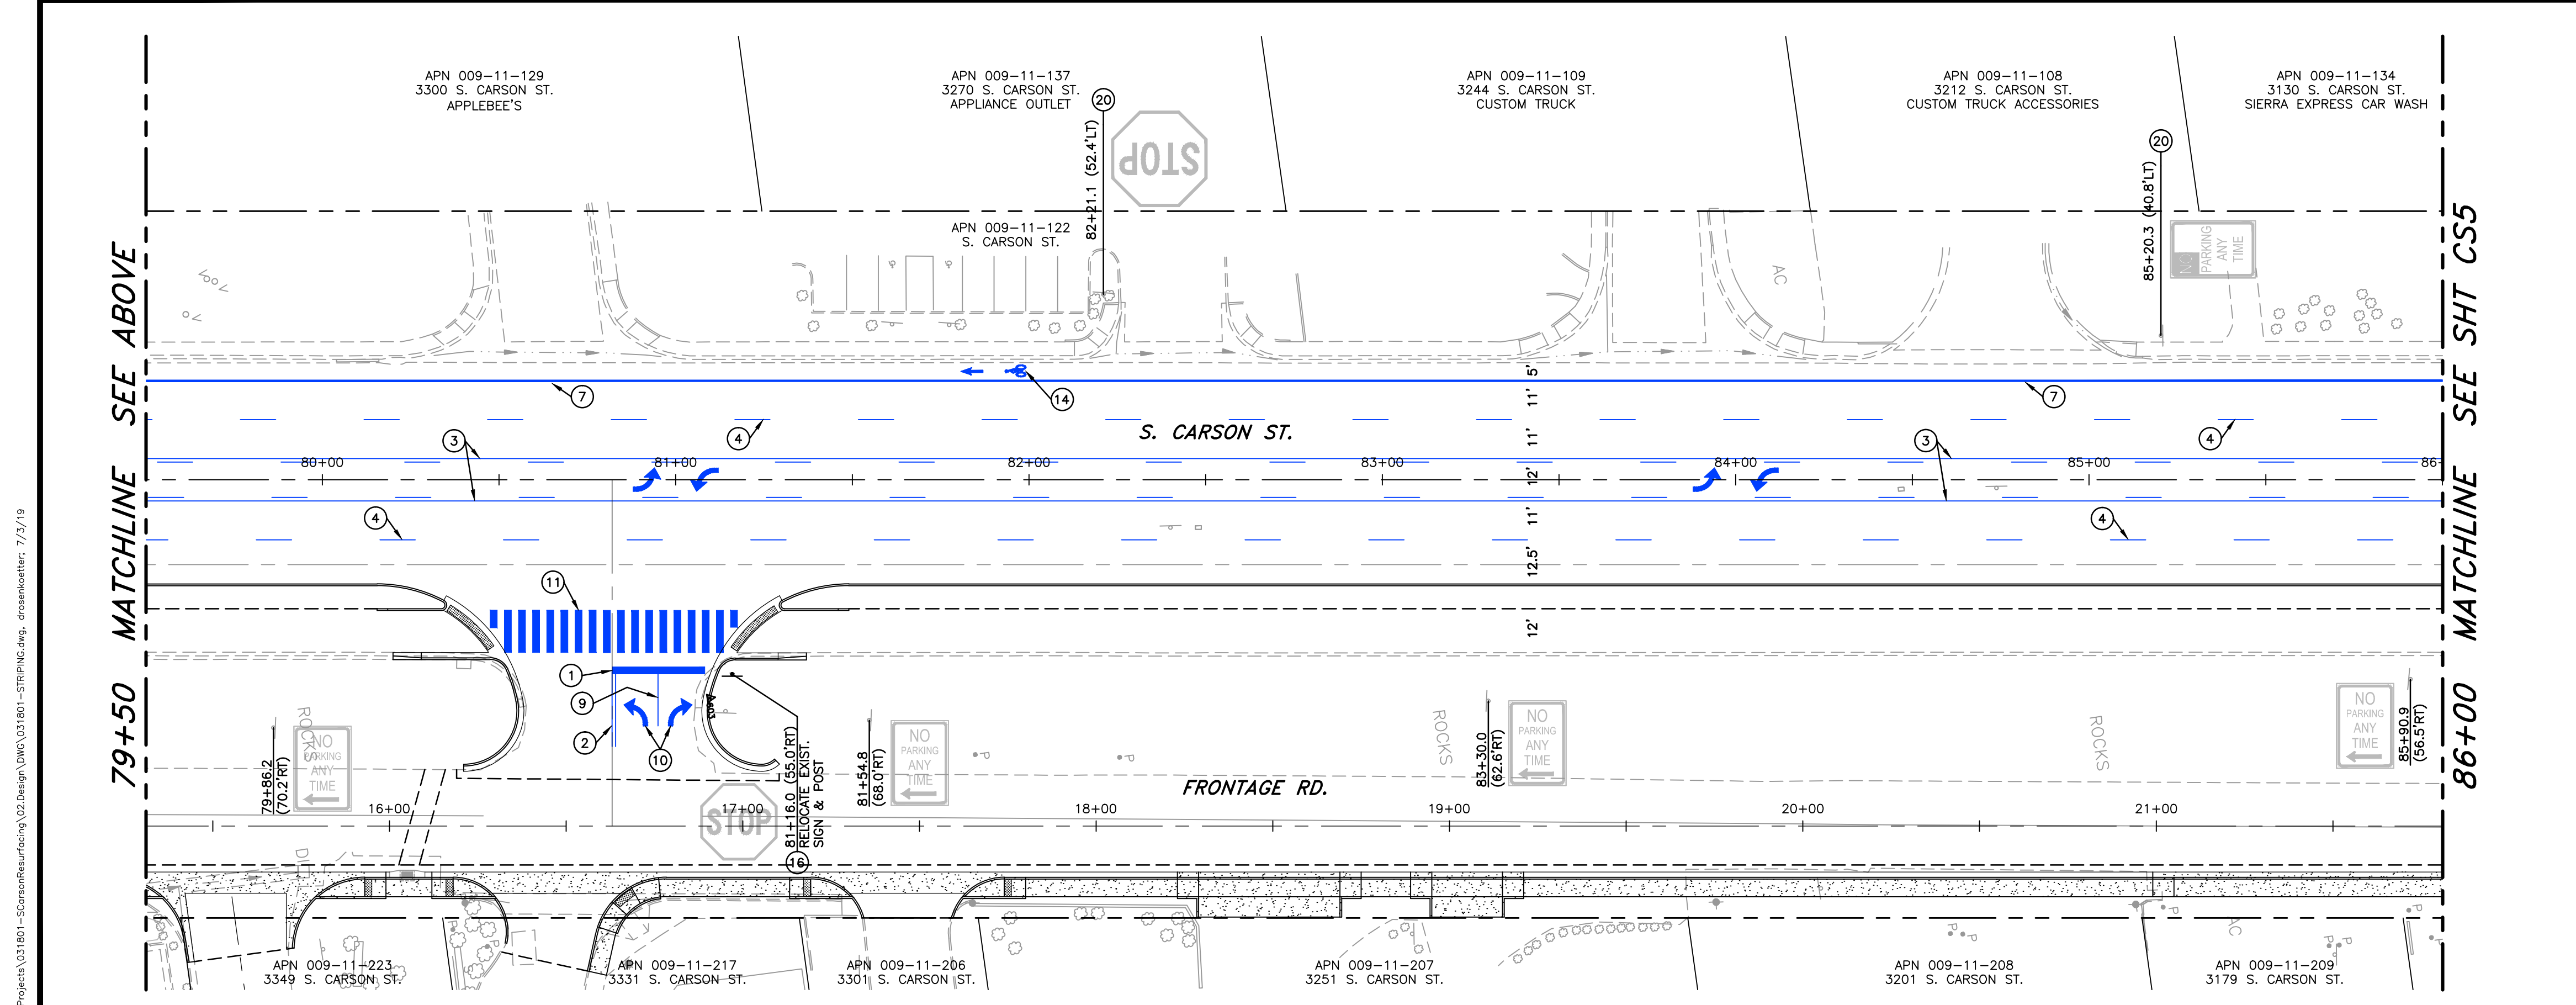 APN 009-11-129
3300 S. CARSON ST.
APPLEBEE'S
APN 009-11-137
3270 S. CARSON ST.
APPLIANCE OUTLET
20
82+21.1 (52.4'LT)
STOP
APN 009-11-109
3244 S. CARSON ST.
CUSTOM TRUCK
APN 009-11-108
3212 S. CARSON ST.
CUSTOM TRUCK ACCESSORIES
APN 009-11-134
3130 S. CARSON ST.
SIERRA EXPRESS CAR WASH
20
85+20.3 (40.8'LT)
NO
PARKING
ANY
TIME
APN 009-11-122
S. CARSON ST.
AC
79+50 MATCHLINE SEE ABOVE
86+00 MATCHLINE SEE SHT CS5
7
14
7
4
S. CARSON ST.
3
3
4
80+00
81+00
82+00
83+00
84+00
85+00
86+
5'
11'
11'
12'
11'
12.5'
12'
4
4
11
1
9
2
10
16
81+16.0 (55.0'RT)
RELOCATE EXIST.
SIGN & POST
STOP
ROCKS
79+86.2
(70.2'RT)
NO
PARKING
ANY
TIME
81+54.8
(68.0'RT)
NO
PARKING
ANY
TIME
ROCKS
83+30.0
(62.6'RT)
NO
PARKING
ANY
TIME
ROCKS
NO
PARKING
ANY
TIME
85+90.9
(56.5'RT)
FRONTAGE RD.
16+00
17+00
18+00
19+00
20+00
21+00
DI
AC
APN 009-11-223
3349 S. CARSON ST.
APN 009-11-217
3331 S. CARSON ST.
APN 009-11-206
3301 S. CARSON ST.
APN 009-11-207
3251 S. CARSON ST.
APN 009-11-208
3201 S. CARSON ST.
APN 009-11-209
3179 S. CARSON ST.
Projects\031801-SCarsonResurfacing\02.Design\DWG\031801-STRIPING.dwg, drosenkoetter; 7/3/19